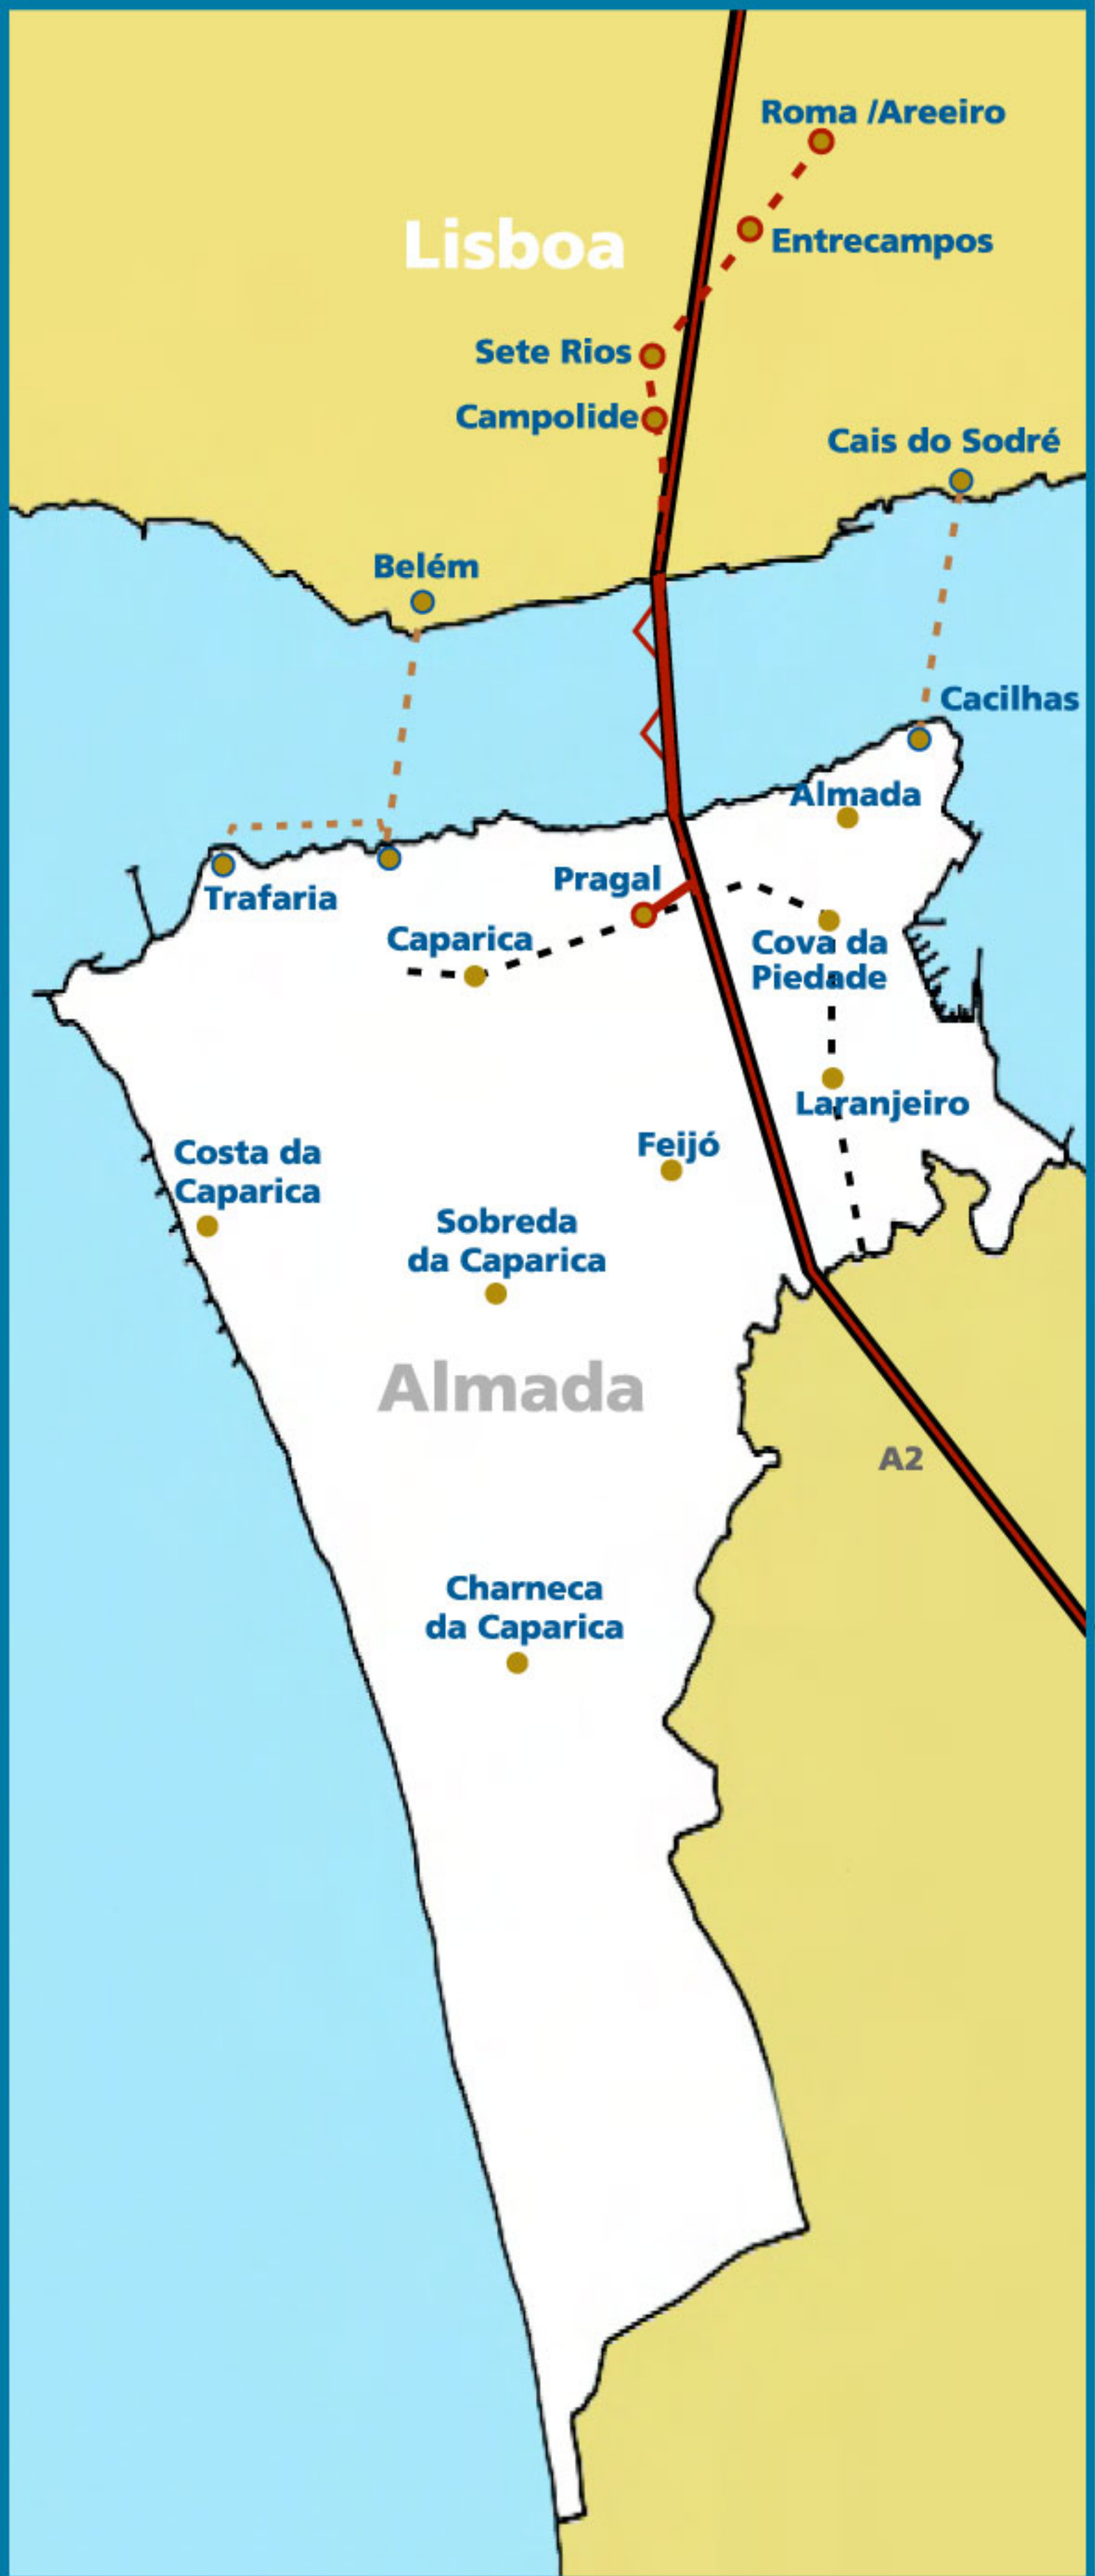 Roma /Areeiro
Lisboa
Entrecampos
Sete Rios
Campolide
Cais do Sodré
Belém
Cacilhas
Almada
Pragal
Trafaria
Caparica
Cova da
Piedade
Laranjeiro
Feijó
Costa da
Caparica
Sobreda
da Caparica
Almada
A2
Charneca
da Caparica